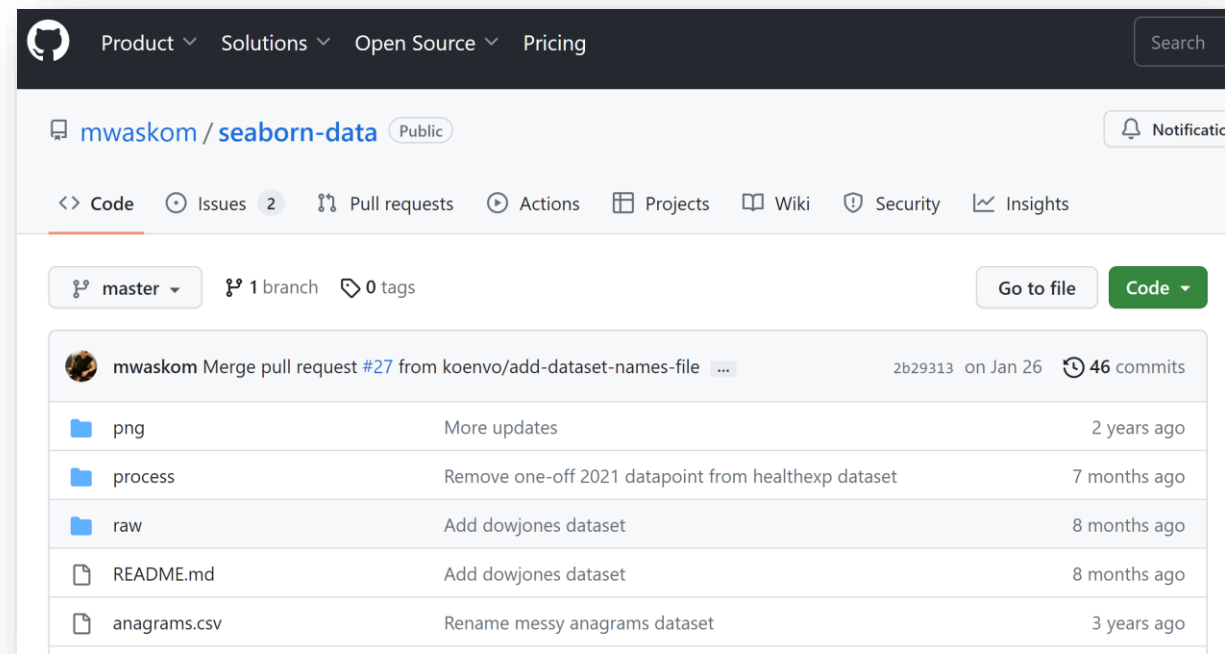 Product Solutions Open Source Pricing Search
mwaskom / seaborn-data Public
Code Issues 2 Pull requests Actions Projects Wiki Security Insights
master 1 branch 0 tags Go to file Code
mwaskom Merge pull request #27 from koenvo/add-dataset-names-file ... 2b29313 on Jan 26 46 commits
png More updates 2 years ago
process Remove one-off 2021 datapoint from healthexp dataset 7 months ago
raw Add dowjones dataset 8 months ago
README.md Add dowjones dataset 8 months ago
anagrams.csv Rename messy anagrams dataset 3 years ago